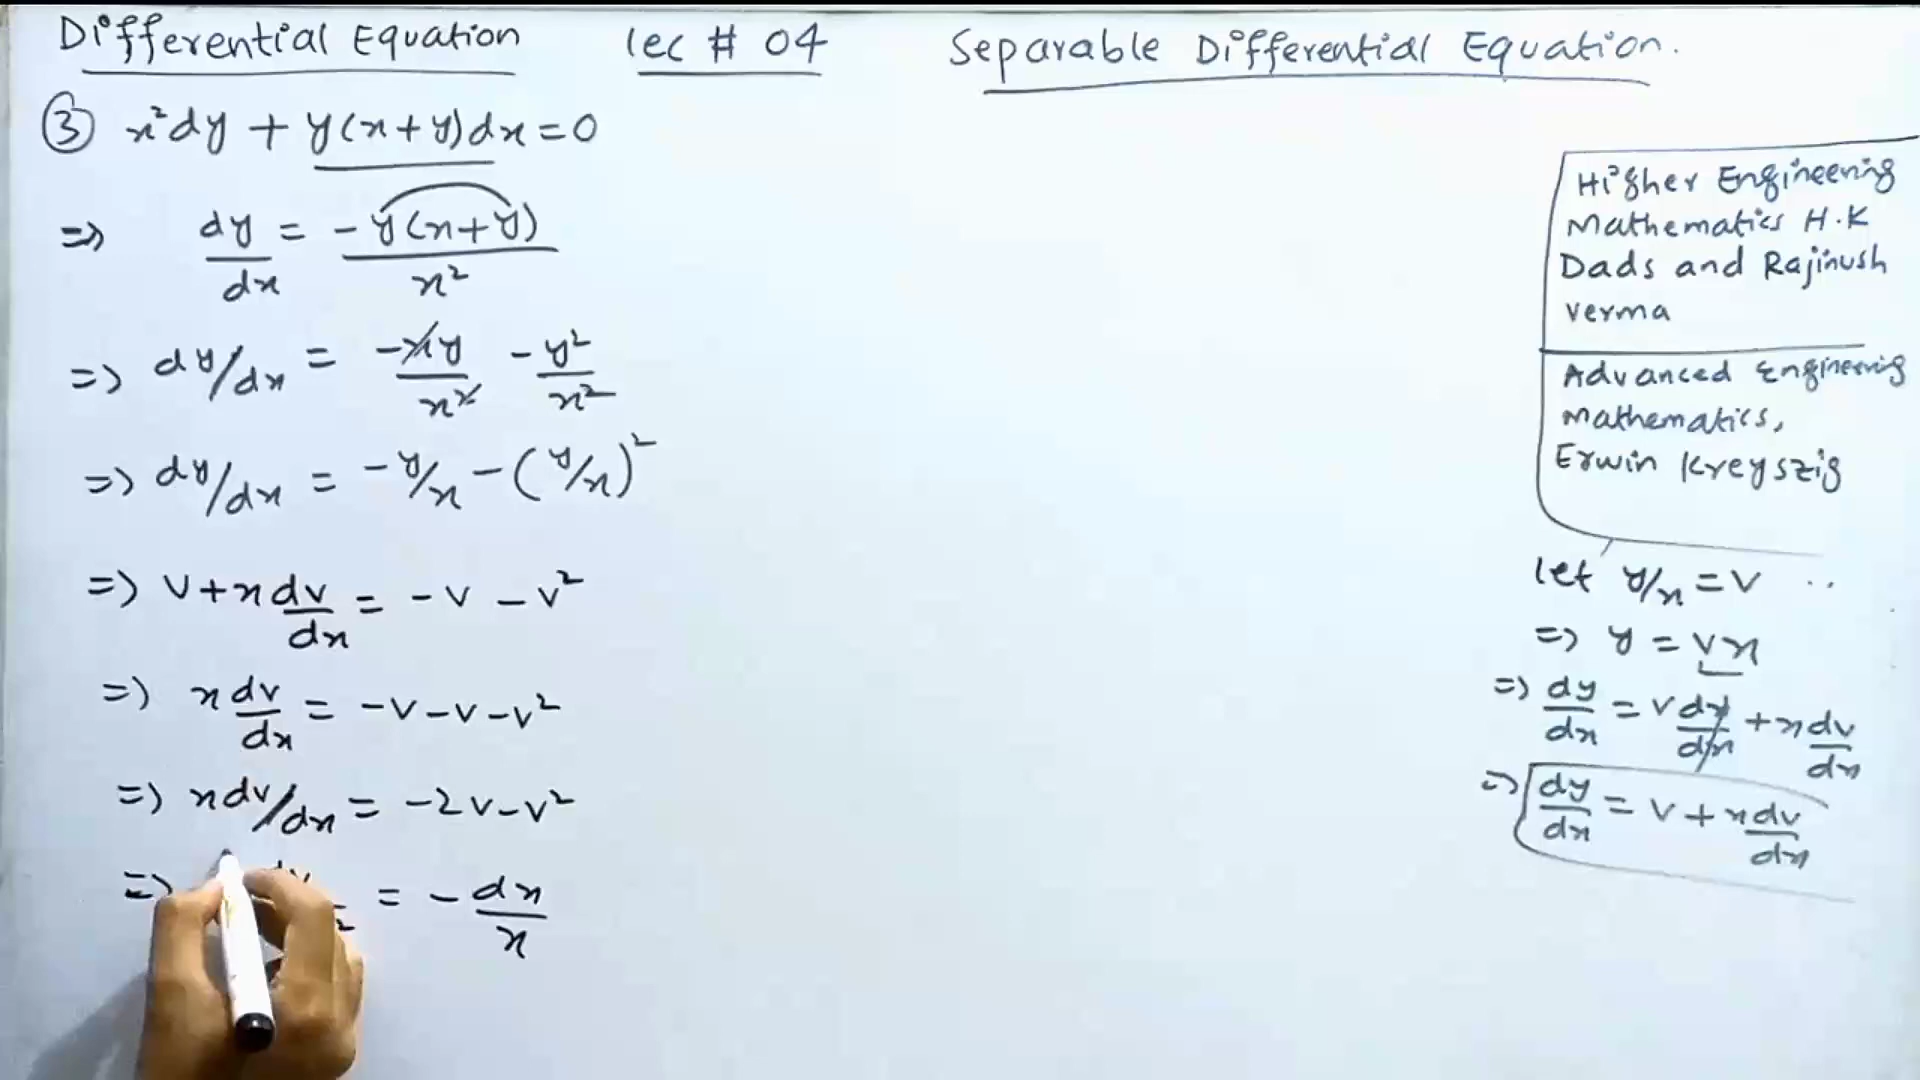 Differential Equation lec # 04 Separable Differential Equation.
③ x²dy + y(x+y)dx = 0
=> dy/dx = -y(x+y)/x²
=> dy/dx = -xy/x² - y²/x²
=> dy/dx = -y/x - (y/x)²
=> v + x dv/dx = -v - v²
=> x dv/dx = -v - v - v²
=> x dv/dx = -2v - v²
=> = - dx/x
Higher Engineering
Mathematics H.K
Dads and Rajinush
verma
Advanced Engineering
Mathematics,
Erwin Kreyszig
let y/x = v ..
=> y = vx
=> dy/dx = v dx/dx + x dv/dx
=> dy/dx = v + x dv/dx